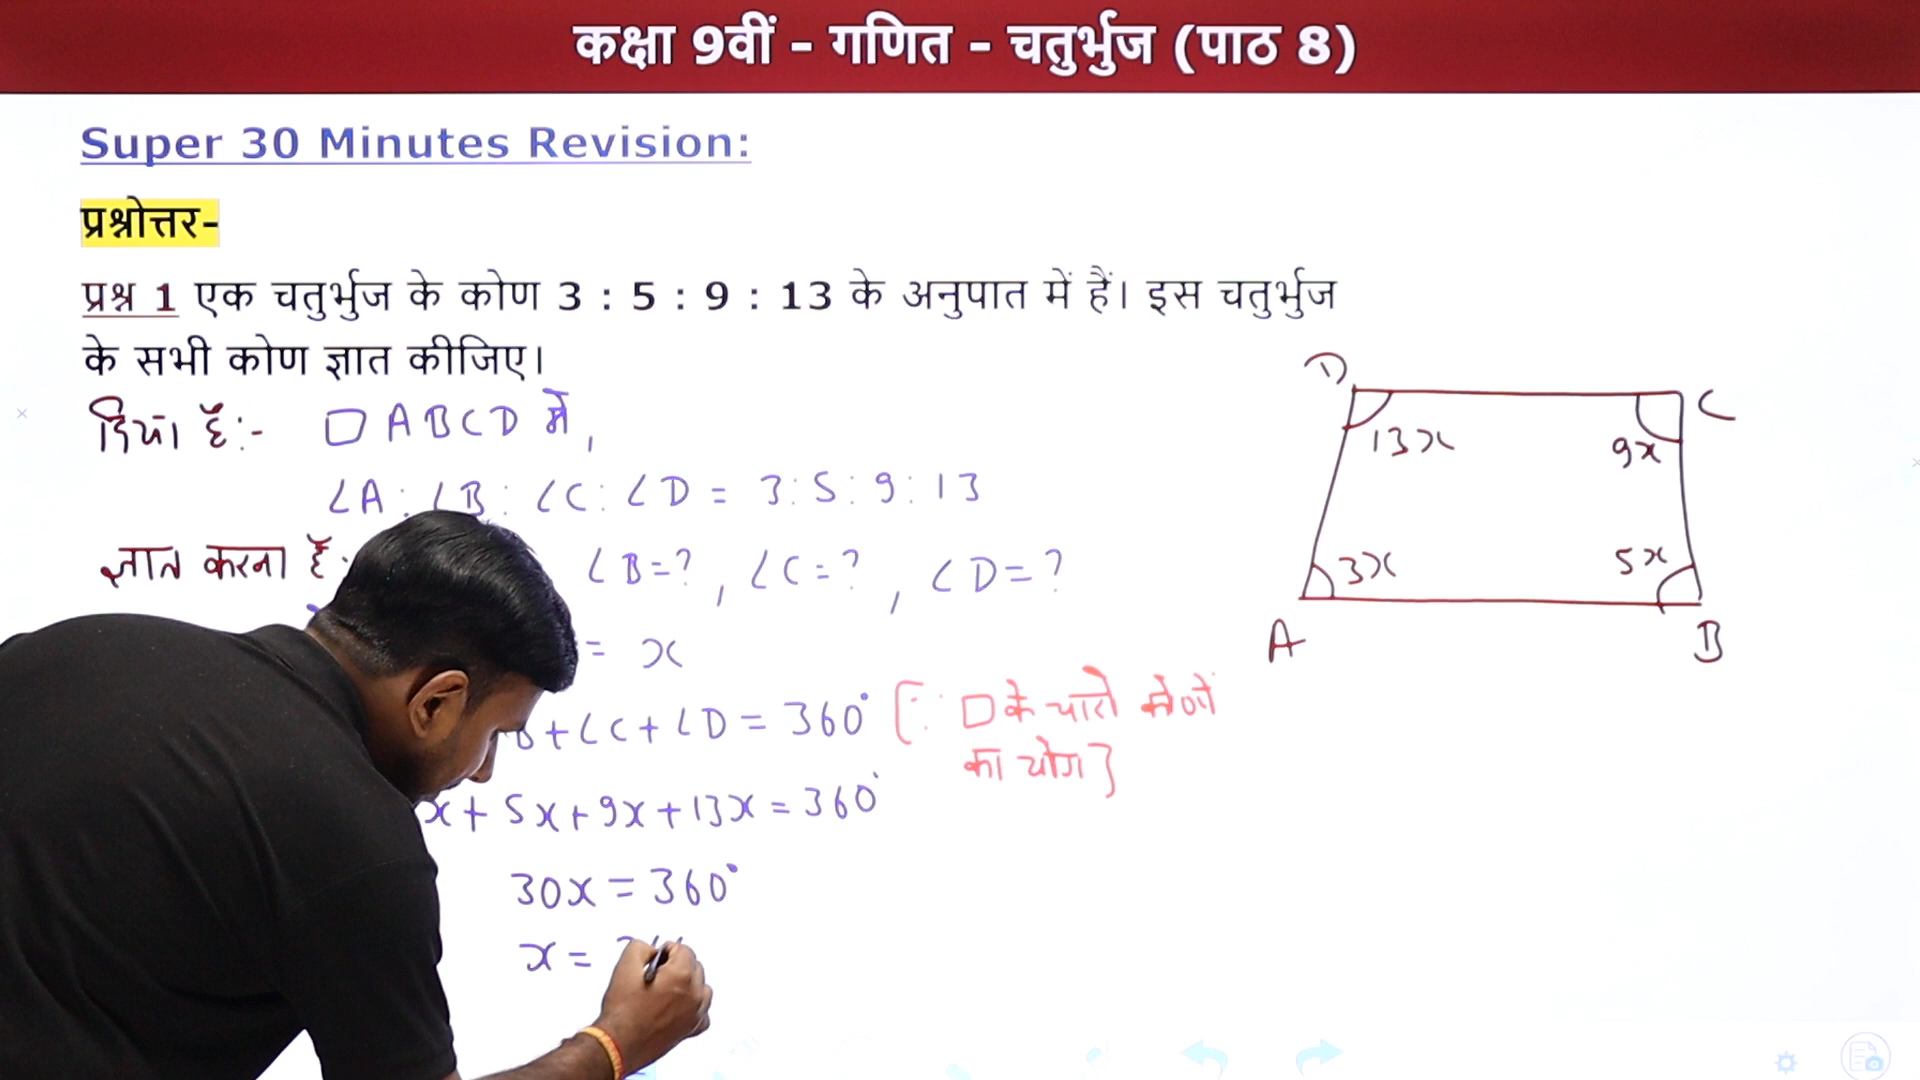 कक्षा 9वीं - गणित - चतुर्भुज (पाठ 8)
Super 30 Minutes Revision:
प्रश्नोत्तर-
प्रश्न 1 एक चतुर्भुज के कोण 3 : 5 : 9 : 13 के अनुपात में हैं। इस चतुर्भुज
के सभी कोण ज्ञात कीजिए।
दिया है:- □ ABCD में,
∠A : ∠B : ∠C : ∠D = 3 : 5 : 9 : 13
ज्ञात करना है: ∠B = ? , ∠C = ? , ∠D = ?
= x
B + ∠C + ∠D = 360° [∵ □ के चारों कोणों
का योग]
x + 5x + 9x + 13x = 360°
30x = 360°
x =
D
C
13x
9x
3x
5x
A
B